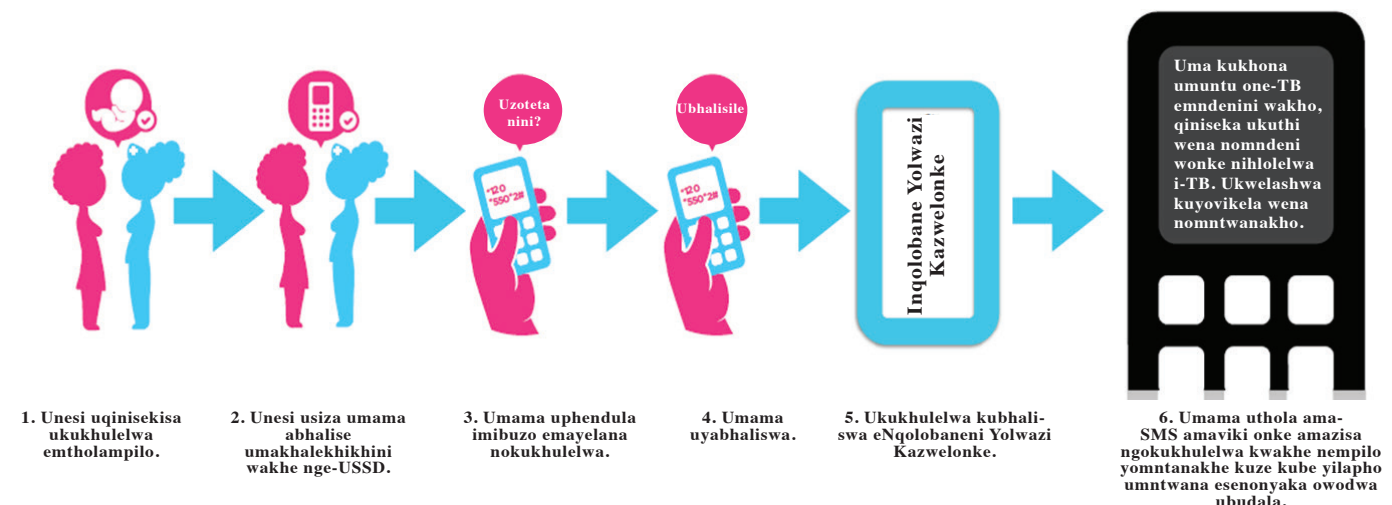 Uzoteta
nini?
*120
*550*2#
Ubhalisile
*120
*550*2#
Inqolobane Yolwazi
Kazwelonke
Uma kukhona
umuntu one-TB
emndenini wakho,
qiniseka ukuthi
wena nomndeni
wonke nihlolelwa
i-TB. Ukwelashwa
kuyovikela wena
nomntwanakho.
1. Unesi uqinisekisa
ukukhulelwa
emtholampilo.
2. Unesi usiza umama
abhalise
umakhalekhikhini
wakhe nge-USSD.
3. Umama uphendula
imibuzo emayelana
nokukhulelwa.
4. Umama
uyabhaliswa.
5. Ukukhulelwa kubhali-
swa eNqolobaneni Yolwazi
Kazwelonke.
6. Umama uthola ama-
SMS amaviki onke amazisa
ngokukhulelwa kwakhe nempilo
yomntanakhe kuze kube yilapho
umntwana esenonyaka owodwa
ubudala.